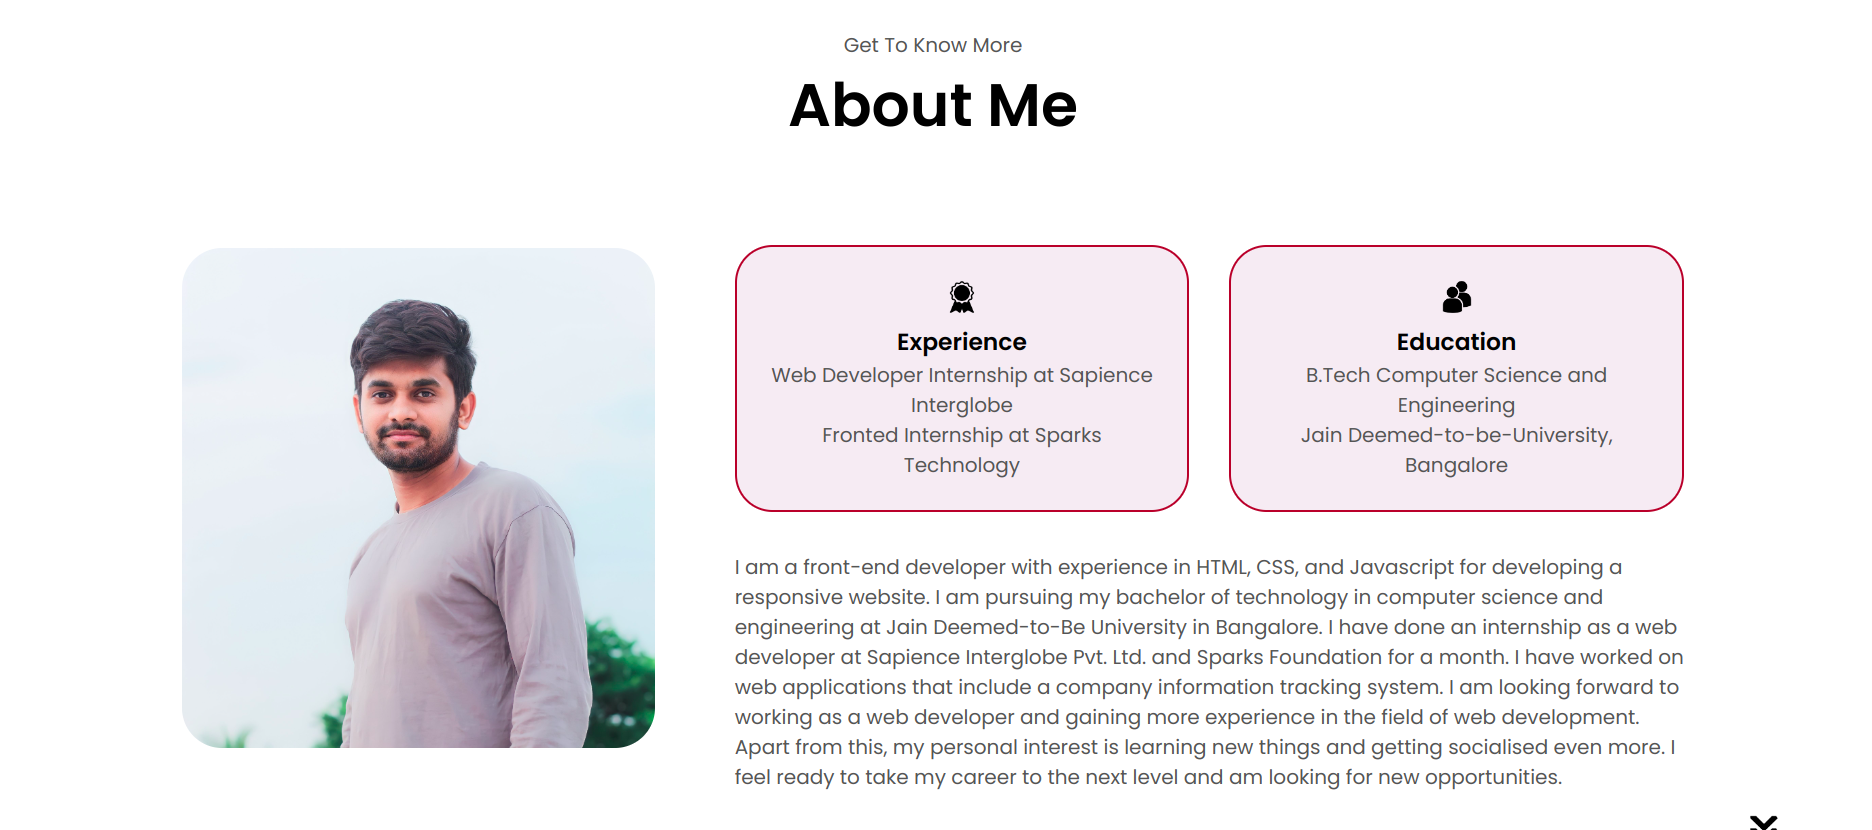 Get To Know More
About Me
Experience
Web Developer Internship at Sapience
Interglobe
Fronted Internship at Sparks
Technology
Education
B.Tech Computer Science and
Engineering
Jain Deemed-to-be-University,
Bangalore
I am a front-end developer with experience in HTML, CSS, and Javascript for developing a
responsive website. I am pursuing my bachelor of technology in computer science and
engineering at Jain Deemed-to-Be University in Bangalore. I have done an internship as a web
developer at Sapience Interglobe Pvt. Ltd. and Sparks Foundation for a month. I have worked on
web applications that include a company information tracking system. I am looking forward to
working as a web developer and gaining more experience in the field of web development.
Apart from this, my personal interest is learning new things and getting socialised even more. I
feel ready to take my career to the next level and am looking for new opportunities.